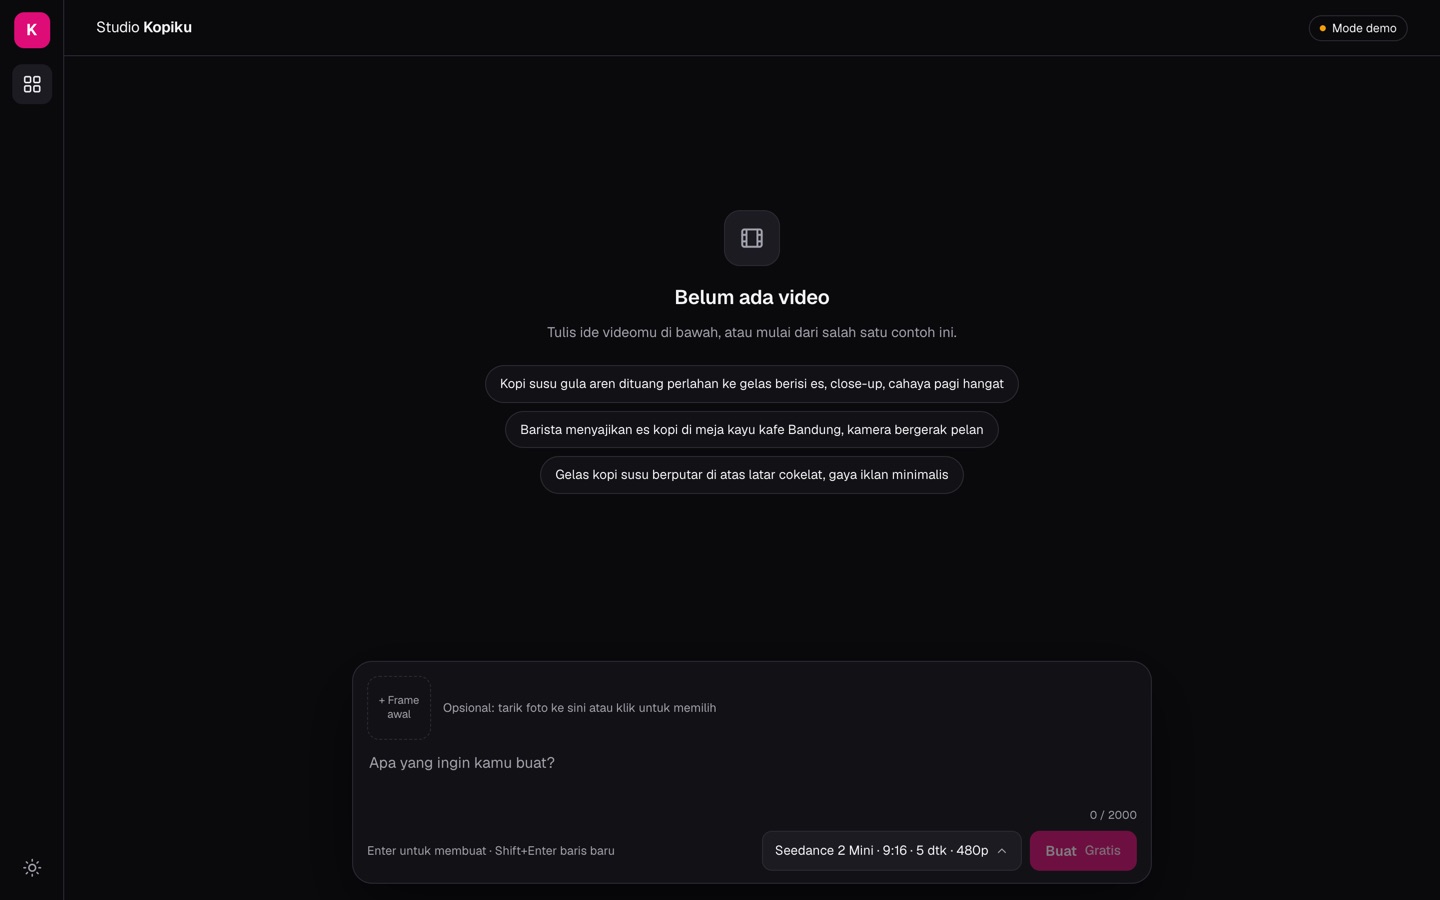 K
Studio Kopiku
Mode demo
Belum ada video
Tulis ide videomu di bawah, atau mulai dari salah satu contoh ini.
Kopi susu gula aren dituang perlahan ke gelas berisi es, close-up, cahaya pagi hangat
Barista menyajikan es kopi di meja kayu kafe Bandung, kamera bergerak pelan
Gelas kopi susu berputar di atas latar cokelat, gaya iklan minimalis
+ Frame
awal
Opsional: tarik foto ke sini atau klik untuk memilih
Apa yang ingin kamu buat?
0 / 2000
Enter untuk membuat · Shift+Enter baris baru
Seedance 2 Mini · 9:16 · 5 dtk · 480p
Buat Gratis